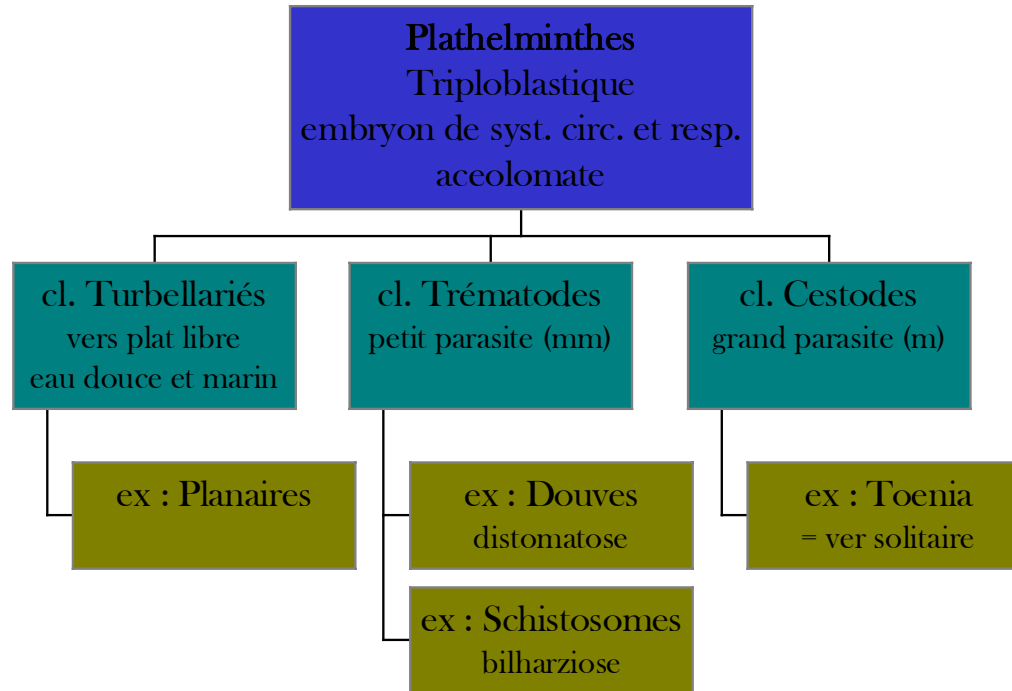 Plathelminthes
Triploblastique
embryon de syst. circ. et resp.
aceolomate
cl. Turbellariés
vers plat libre
eau douce et marin
cl. Trématodes
petit parasite (mm)
cl. Cestodes
grand parasite (m)
ex : Planaires
ex : Douves
distomatose
ex : Toenia
= ver solitaire
ex : Schistosomes
bilharziose